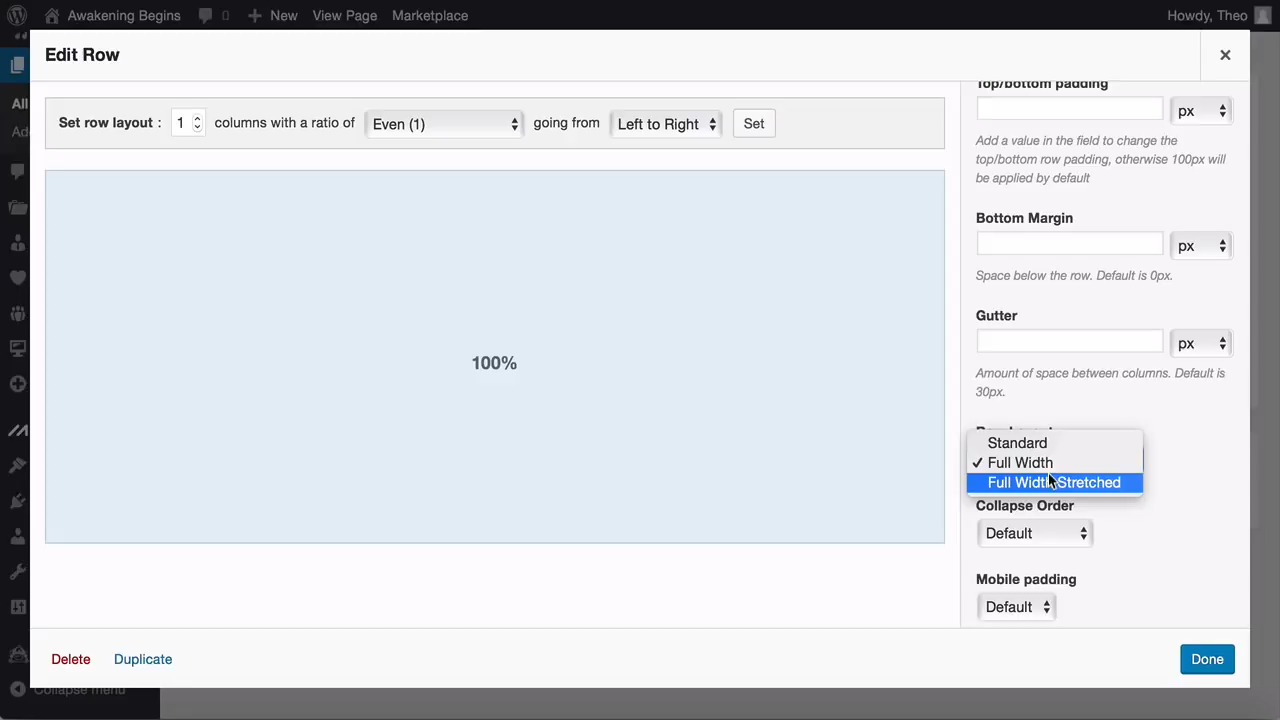 Awakening Begins 0 New View Page Marketplace Howdy, Theo
Edit Row
All
Set row layout : 1 columns with a ratio of Even (1) going from Left to Right Set
100%
Top/bottom padding
px
Add a value in the field to change the
top/bottom row padding, otherwise 100px will
be applied by default
Bottom Margin
px
Space below the row. Default is 0px.
Gutter
px
Amount of space between columns. Default is
30px.
Standard
✓ Full Width
Full Width Stretched
Collapse Order
Default
Mobile padding
Default
Delete Duplicate Done
Collapse menu